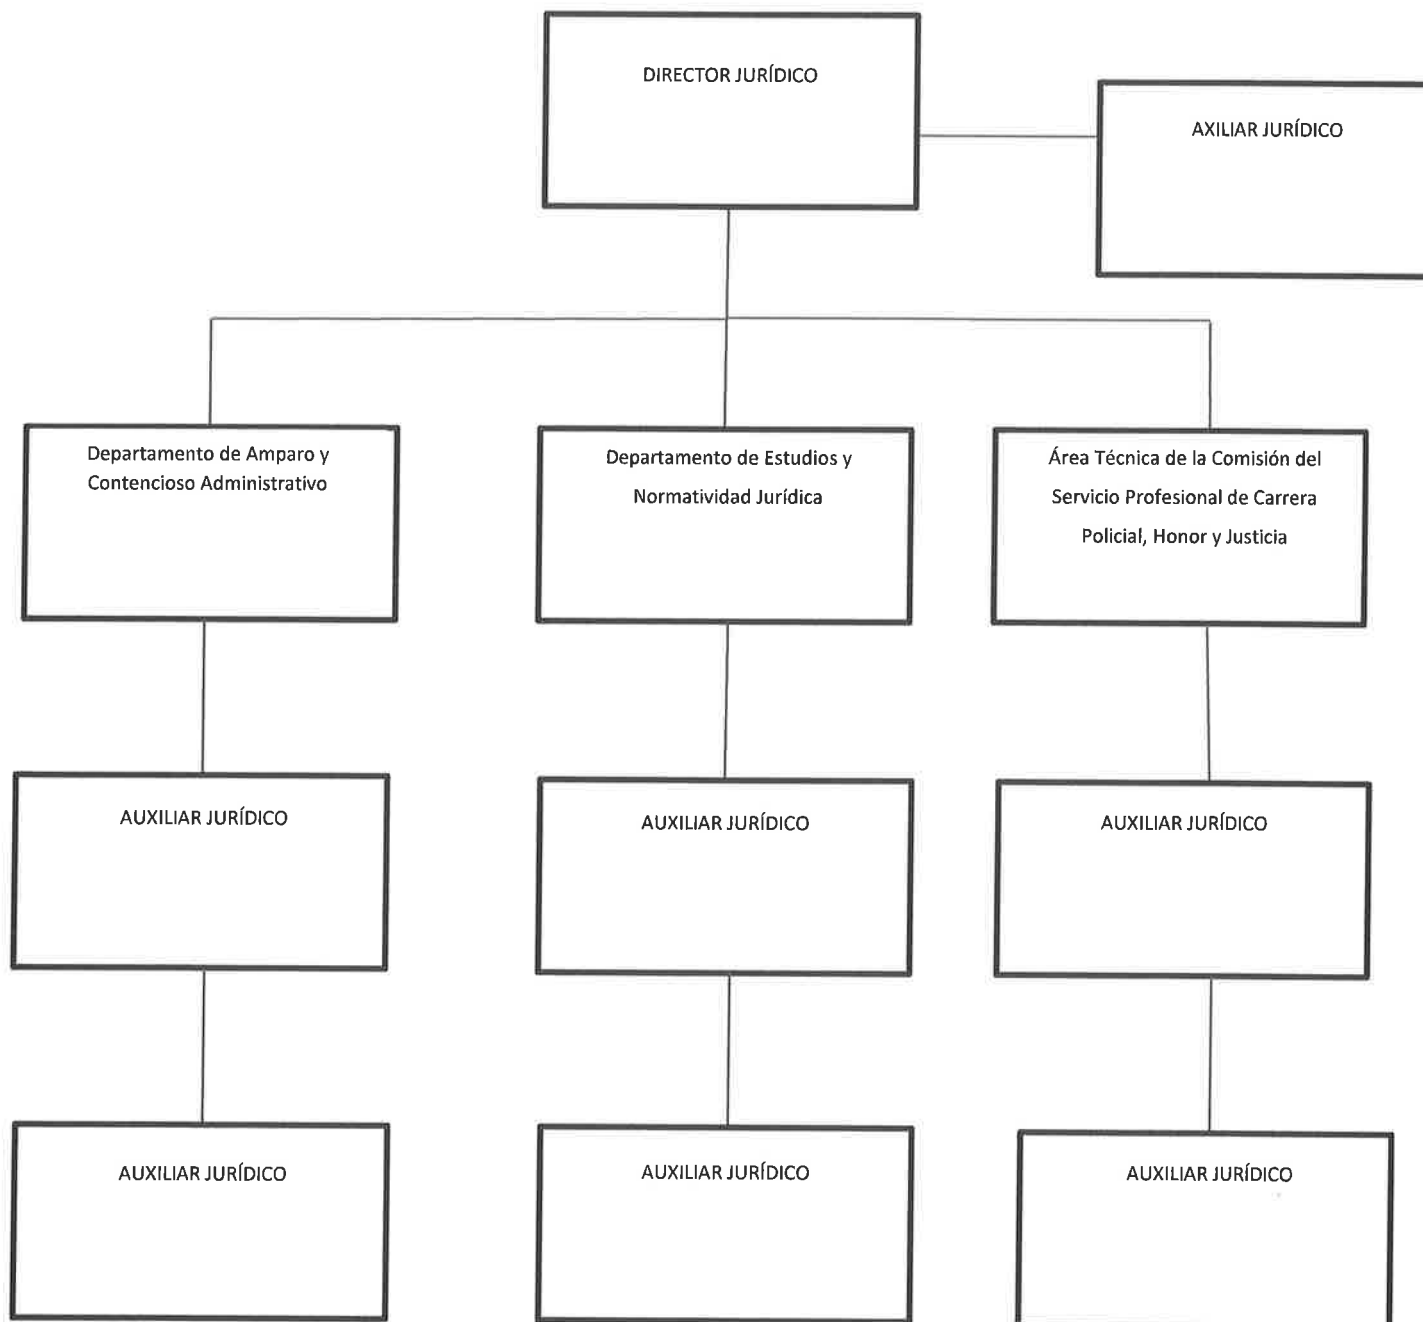 DIRECTOR JURÍDICO
AXILIAR JURÍDICO
Departamento de Amparo y
Contencioso Administrativo
Departamento de Estudios y
Normatividad Jurídica
Área Técnica de la Comisión del
Servicio Profesional de Carrera
Policial, Honor y Justicia
AUXILIAR JURÍDICO
AUXILIAR JURÍDICO
AUXILIAR JURÍDICO
AUXILIAR JURÍDICO
AUXILIAR JURÍDICO
AUXILIAR JURÍDICO